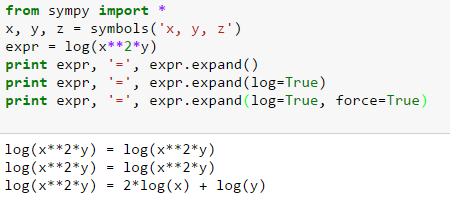 from sympy import *
x, y, z = symbols('x, y, z')
expr = log(x**2*y)
print expr, '=', expr.expand()
print expr, '=', expr.expand(log=True)
print expr, '=', expr.expand(log=True, force=True)
log(x**2*y) = log(x**2*y)
log(x**2*y) = log(x**2*y)
log(x**2*y) = 2*log(x) + log(y)